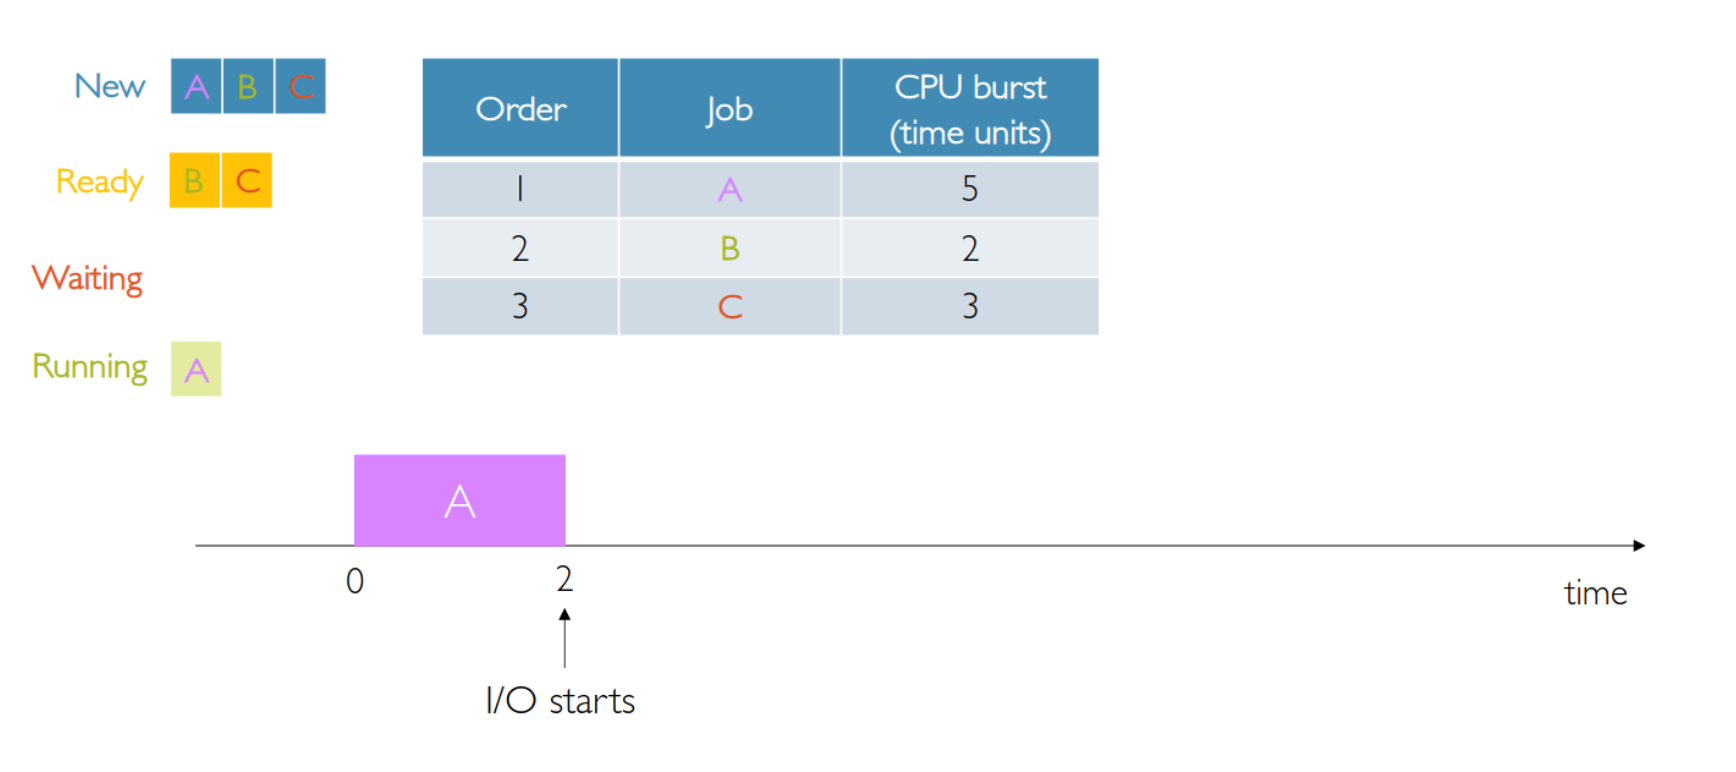 New A B C
Ready B C
Waiting
Running A
Order Job CPU burst
(time units)
1 A 5
2 B 2
3 C 3
A
0 2
time
I/O starts